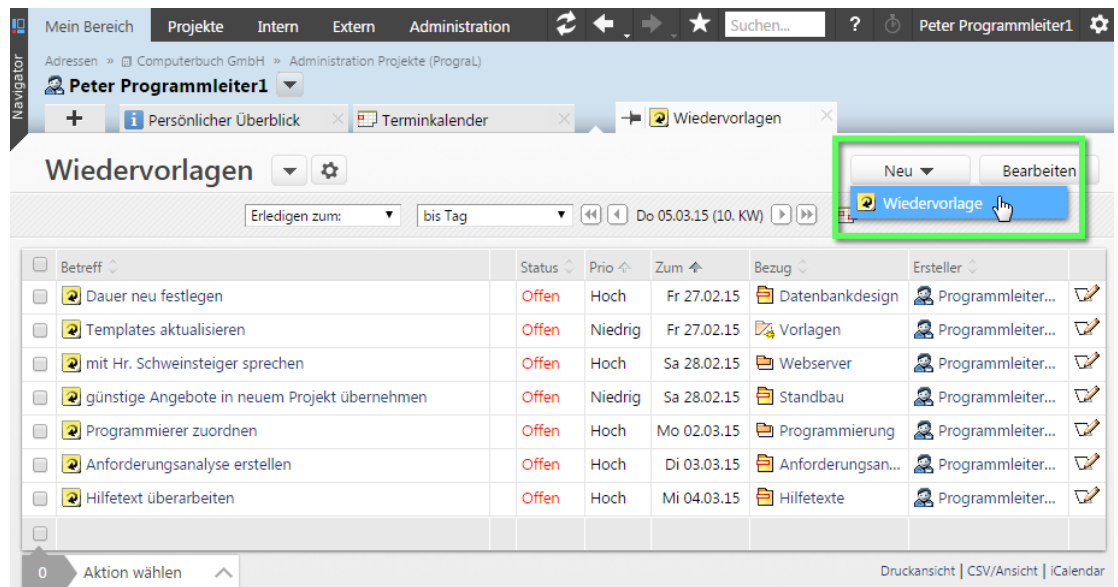 Mein Bereich Projekte Intern Extern Administration Suchen... ? Peter Programmleiter1
Navigator
Adressen » Computerbuch GmbH » Administration Projekte (PrograL)
Peter Programmleiter1
+ Persönlicher Überblick Terminkalender Wiedervorlagen
Wiedervorlagen Neu Bearbeiten
Wiedervorlage
Erledigen zum: bis Tag Do 05.03.15 (10. KW)
Betreff Status Prio Zum Bezug Ersteller
Dauer neu festlegen Offen Hoch Fr 27.02.15 Datenbankdesign Programmleiter...
Templates aktualisieren Offen Niedrig Fr 27.02.15 Vorlagen Programmleiter...
mit Hr. Schweinsteiger sprechen Offen Hoch Sa 28.02.15 Webserver Programmleiter...
günstige Angebote in neuem Projekt übernehmen Offen Niedrig Sa 28.02.15 Standbau Programmleiter...
Programmierer zuordnen Offen Hoch Mo 02.03.15 Programmierung Programmleiter...
Anforderungsanalyse erstellen Offen Hoch Di 03.03.15 Anforderungsan... Programmleiter...
Hilfetext überarbeiten Offen Hoch Mi 04.03.15 Hilfetexte Programmleiter...
0 Aktion wählen Druckansicht | CSV/Ansicht | iCalendar